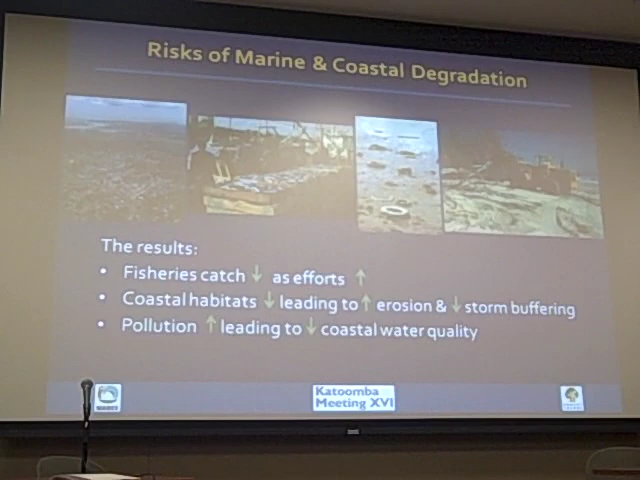 Risks of Marine & Coastal Degradation
The results:
• Fisheries catch ↓ as efforts ↑
• Coastal habitats ↓ leading to ↑ erosion & ↓ storm buffering
• Pollution ↑ leading to ↓ coastal water quality
Katoomba
Meeting XVI